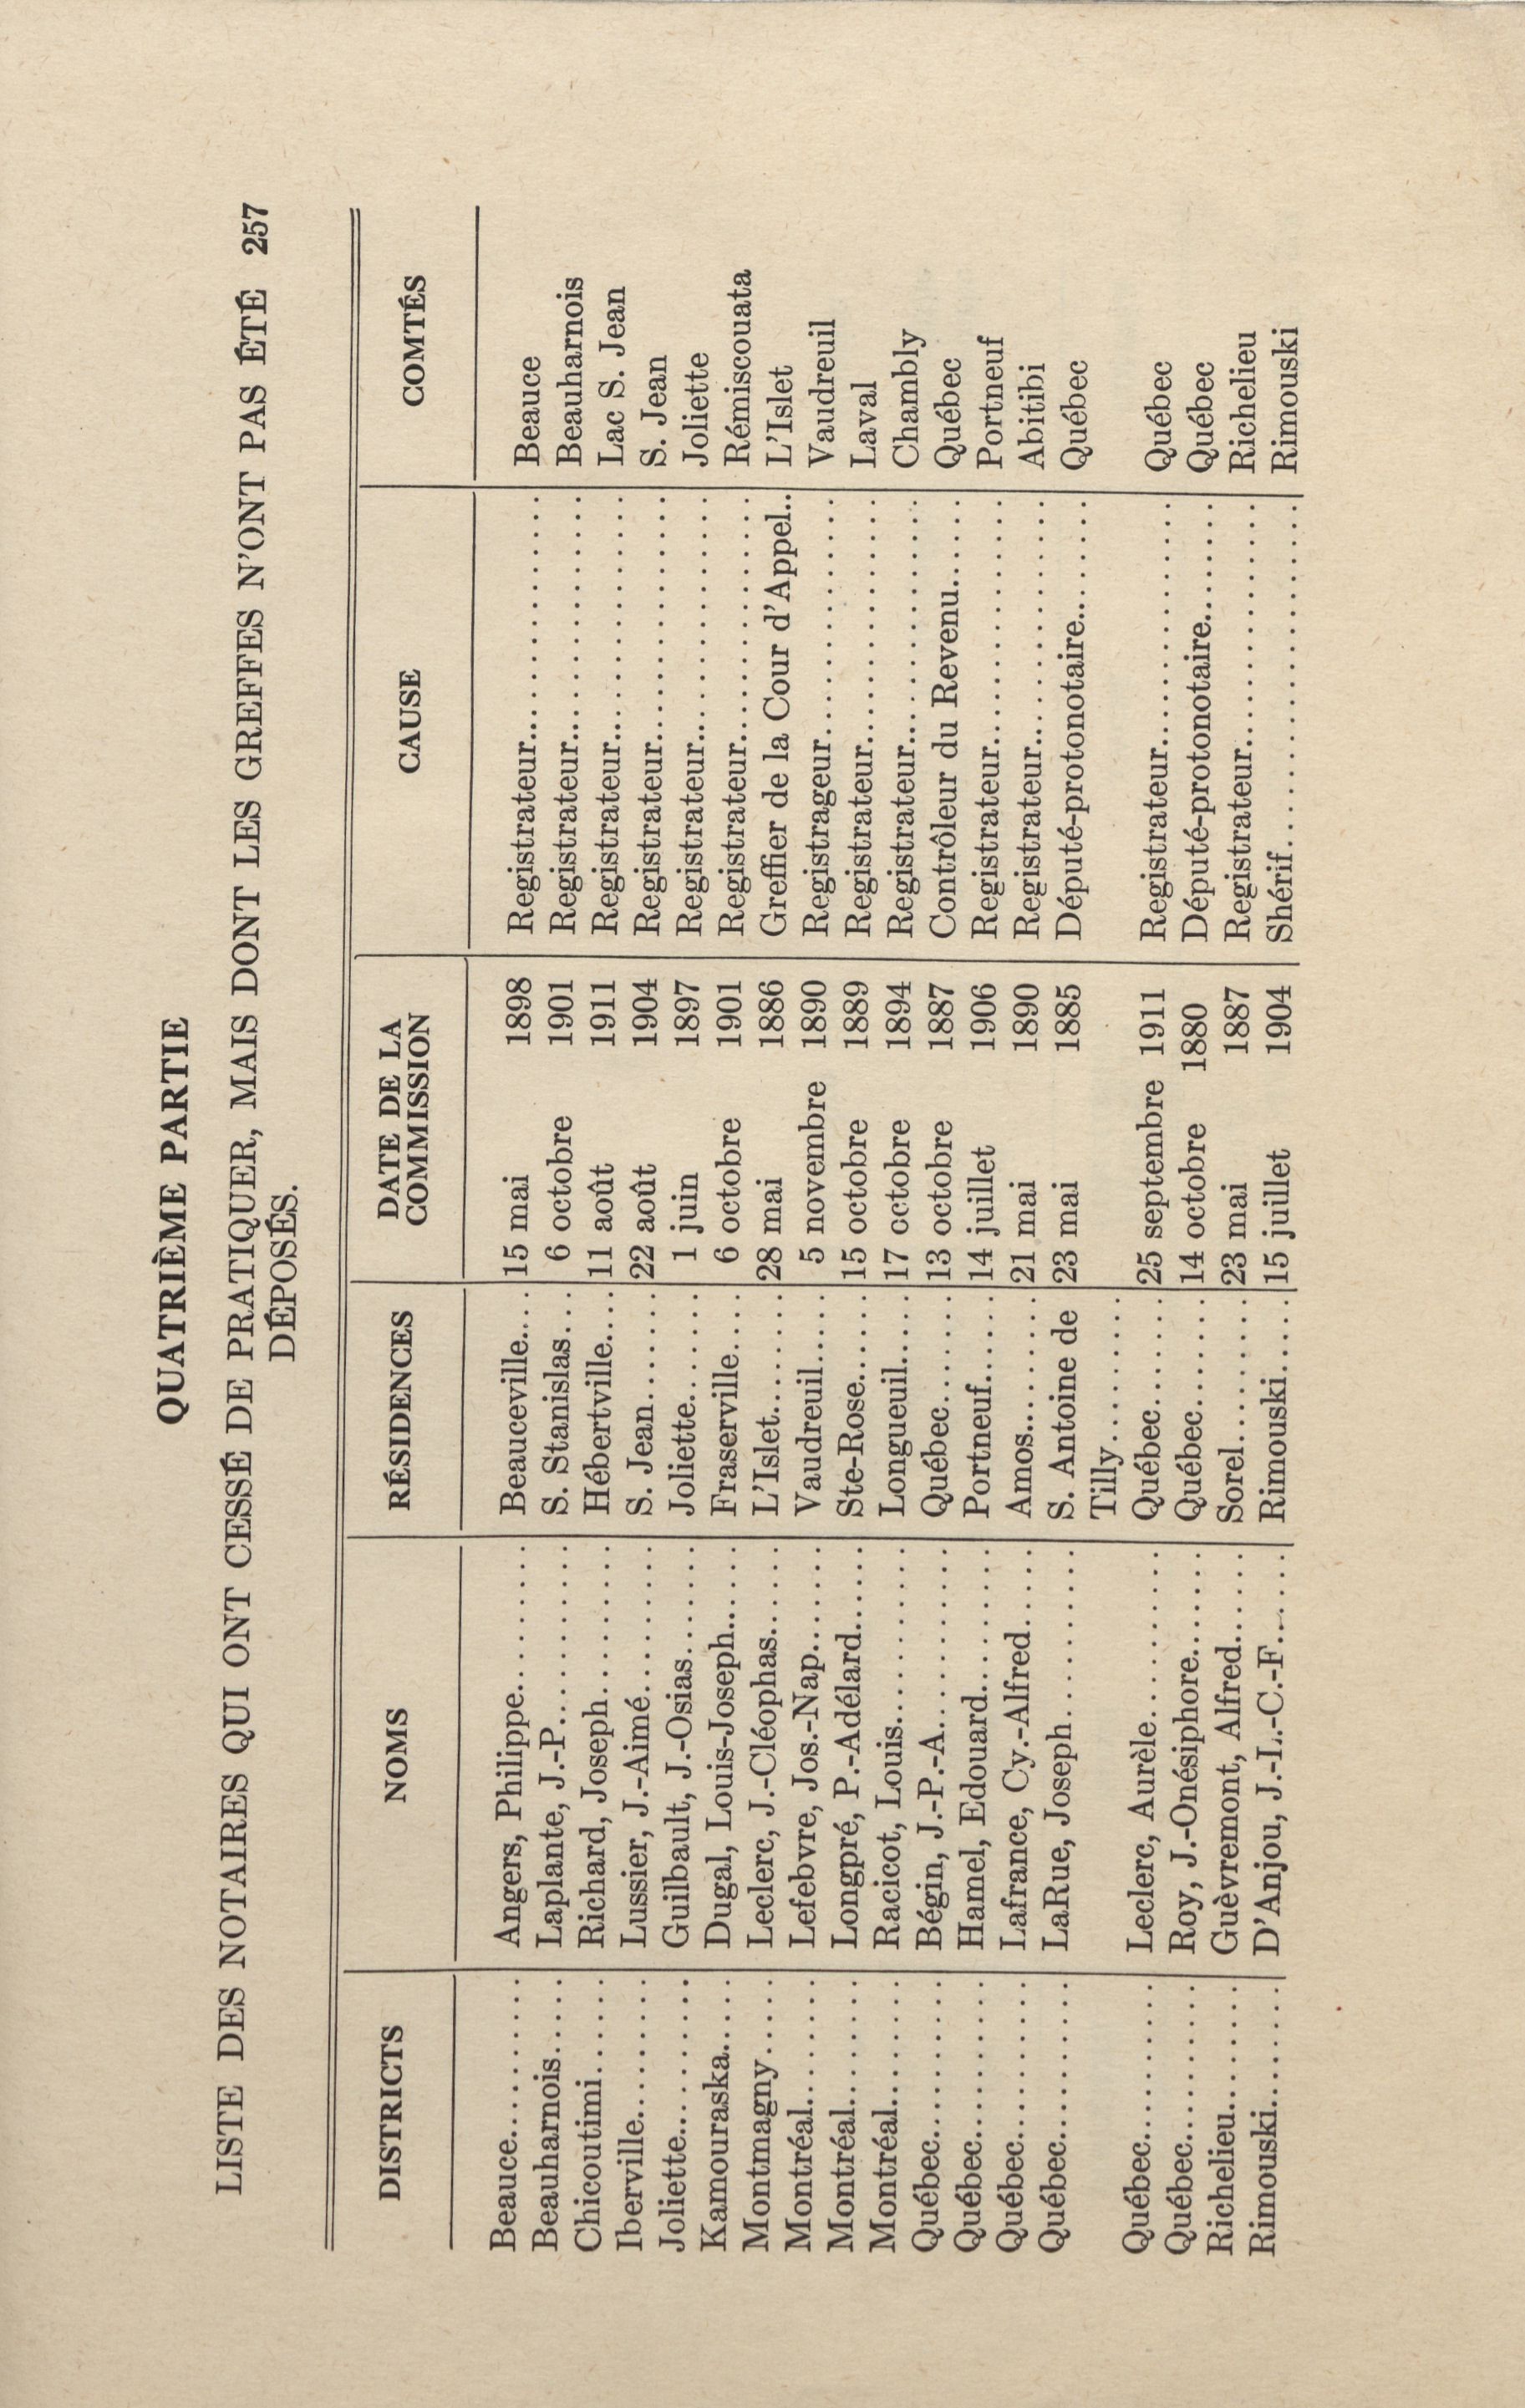 QUATRIÈME PARTIE
LISTE DES NOTAIRES QUI ONT CESSÉ DE PRATIQUER, MAIS DONT LES GREFFES N'ONT PAS ÉTÉ 257
DÉPOSÉS.
DISTRICTS NOMS RÉSIDENCES DATE DE LA COMMISSION CAUSE COMTÉS
Beauce......... Angers, Philippe.......... Beauceville.... 15 mai 1898 Registrateur.............. Beauce
Beauharnois.... Laplante, J.-P.......... S. Stanislas... 6 octobre 1901 Registrateur.............. Beauharnois
Chicoutimi...... Richard, Joseph.......... Hébertville.... 11 août 1911 Registrateur.............. Lac S. Jean
Iberville........ Lussier, J.-Aimé.......... S. Jean....... 22 août 1904 Registrateur.............. S. Jean
Joliette.......... Guilbault, J.-Osias....... Joliette....... 1 juin 1897 Registrateur.............. Joliette
Kamouraska.... Dugal, Louis-Joseph...... Fraserville.... 6 octobre 1901 Registrateur.............. Rémiscouata
Montmagny..... Leclerc, J.-Cléophas...... L'Islet........ 28 mai 1886 Greffier de la Cour d'Appel.. L'Islet
Montréal........ Lefebvre, Jos.-Nap....... Vaudreuil..... 5 novembre 1890 Registrageur.............. Vaudreuil
Montréal........ Longpré, P.-Adélard..... Ste-Rose...... 15 octobre 1889 Registrateur.............. Laval
Montréal........ Racicot, Louis.......... Longueuil..... 17 octobre 1894 Registrateur.............. Chambly
Québec.......... Bégin, J.-P.-A.......... Québec....... 13 octobre 1887 Contrôleur du Revenu...... Québec
Québec.......... Hamel, Edouard......... Portneuf...... 14 juillet 1906 Registrateur.............. Portneuf
Québec.......... Lafrance, Cy.-Alfred..... Amos......... 21 mai 1890 Registrateur.............. Abitibi
Québec.......... LaRue, Joseph.......... S. Antoine de 23 mai 1885 Député-protonotaire....... Québec
Tilly.........
Québec.......... Leclerc, Aurèle.......... Québec....... 25 septembre 1911 Registrateur.............. Québec
Québec.......... Roy, J.-Onésiphore....... Québec....... 14 octobre 1880 Député-protonotaire....... Québec
Richelieu........ Guèvremont, Alfred...... Sorel......... 23 mai 1887 Registrateur.............. Richelieu
Rimouski....... D'Anjou, J.-L.-C.-F...... Rimouski..... 15 juillet 1904 Shérif.................. Rimouski